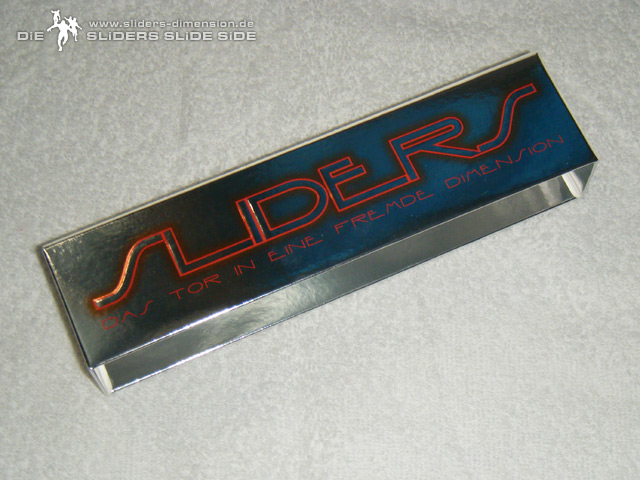 www.sliders-dimension.de
DIE SLIDERS SLIDE SIDE
SLIDERS
DAS TOR IN EINE FREMDE DIMENSION